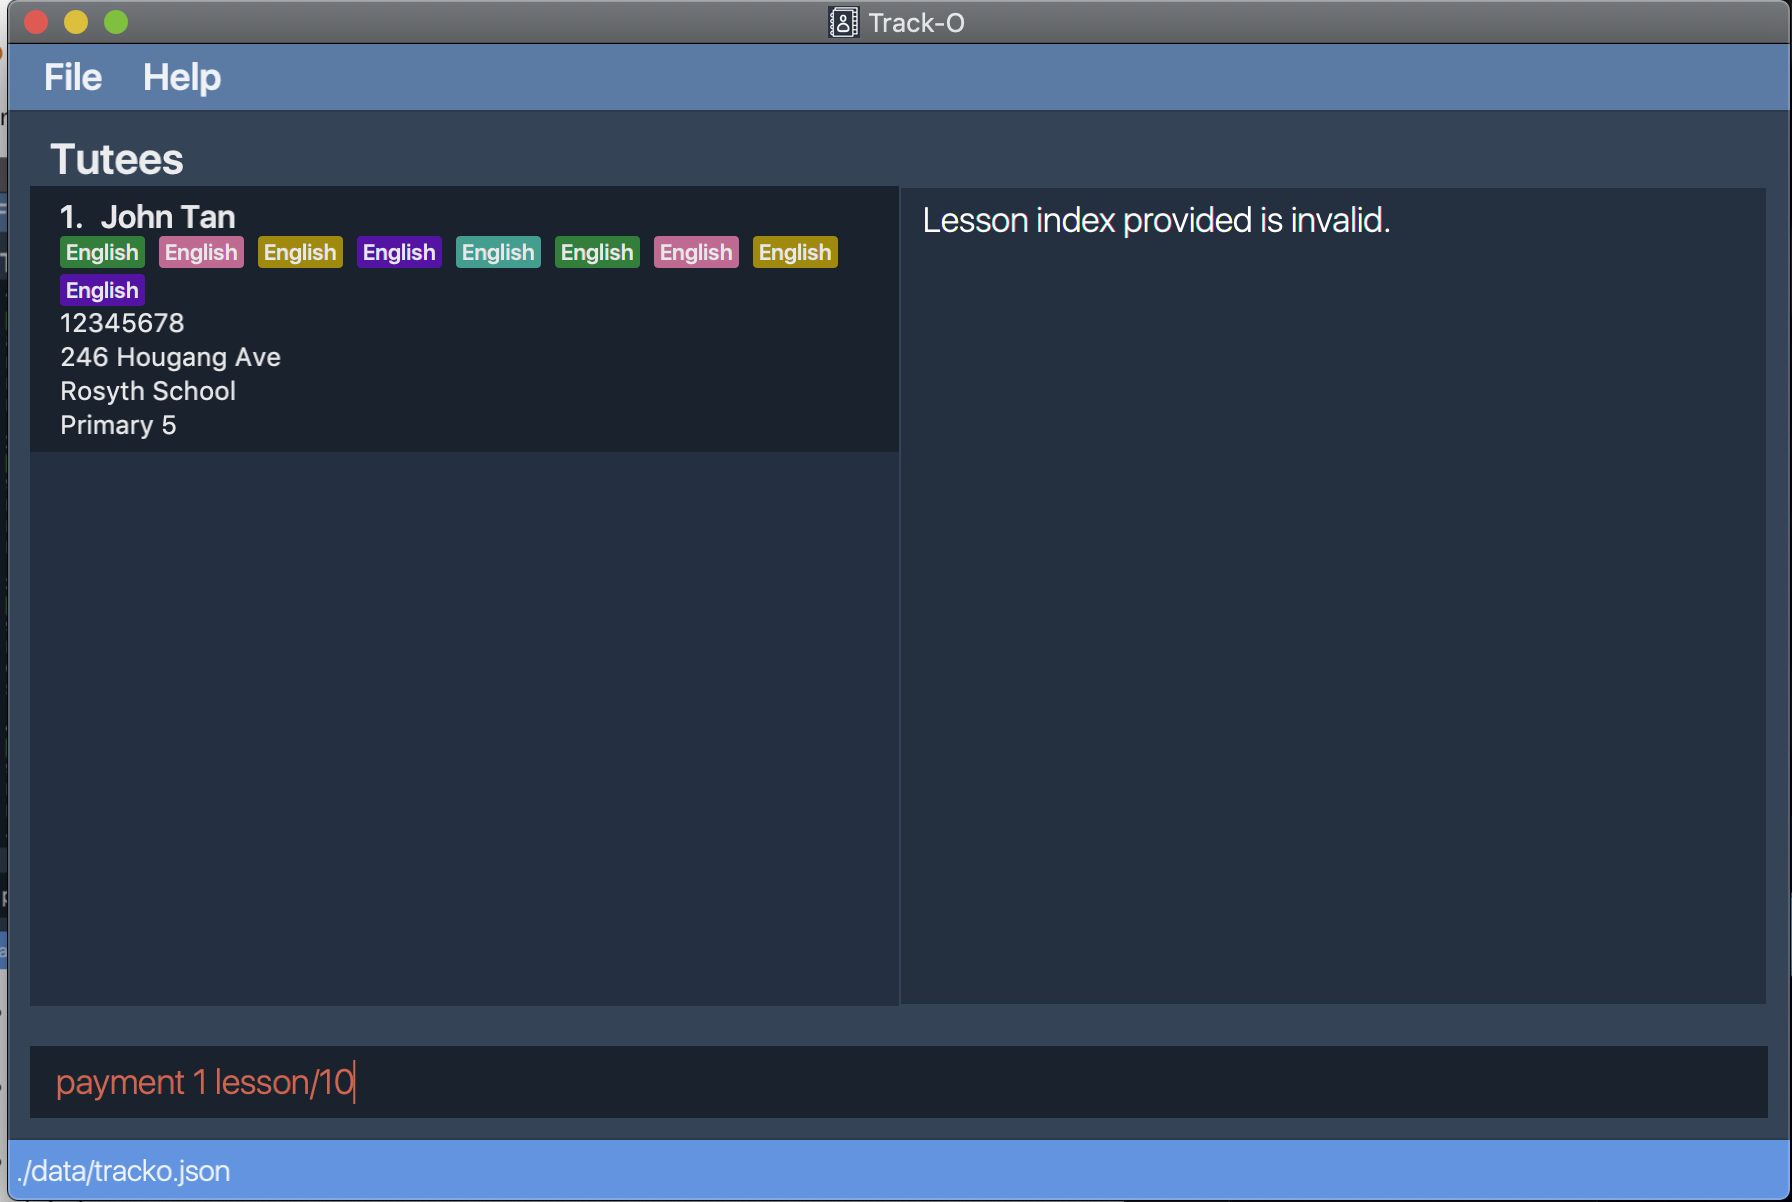 Track-O
File Help
Tutees
1. John Tan
English English English English English English English English
English
12345678
246 Hougang Ave
Rosyth School
Primary 5
Lesson index provided is invalid.
payment 1 lesson/10
./data/tracko.json